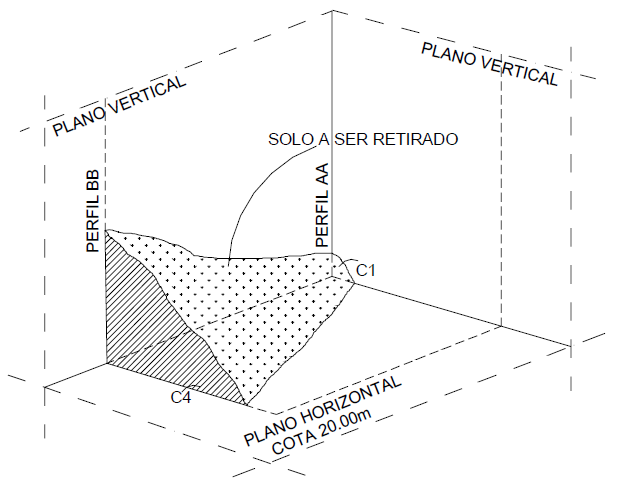 PLANO VERTICAL
PLANO VERTICAL
SOLO A SER RETIRADO
PERFIL BB
PERFIL AA
C1
C4
PLANO HORIZONTAL
COTA 20.00m